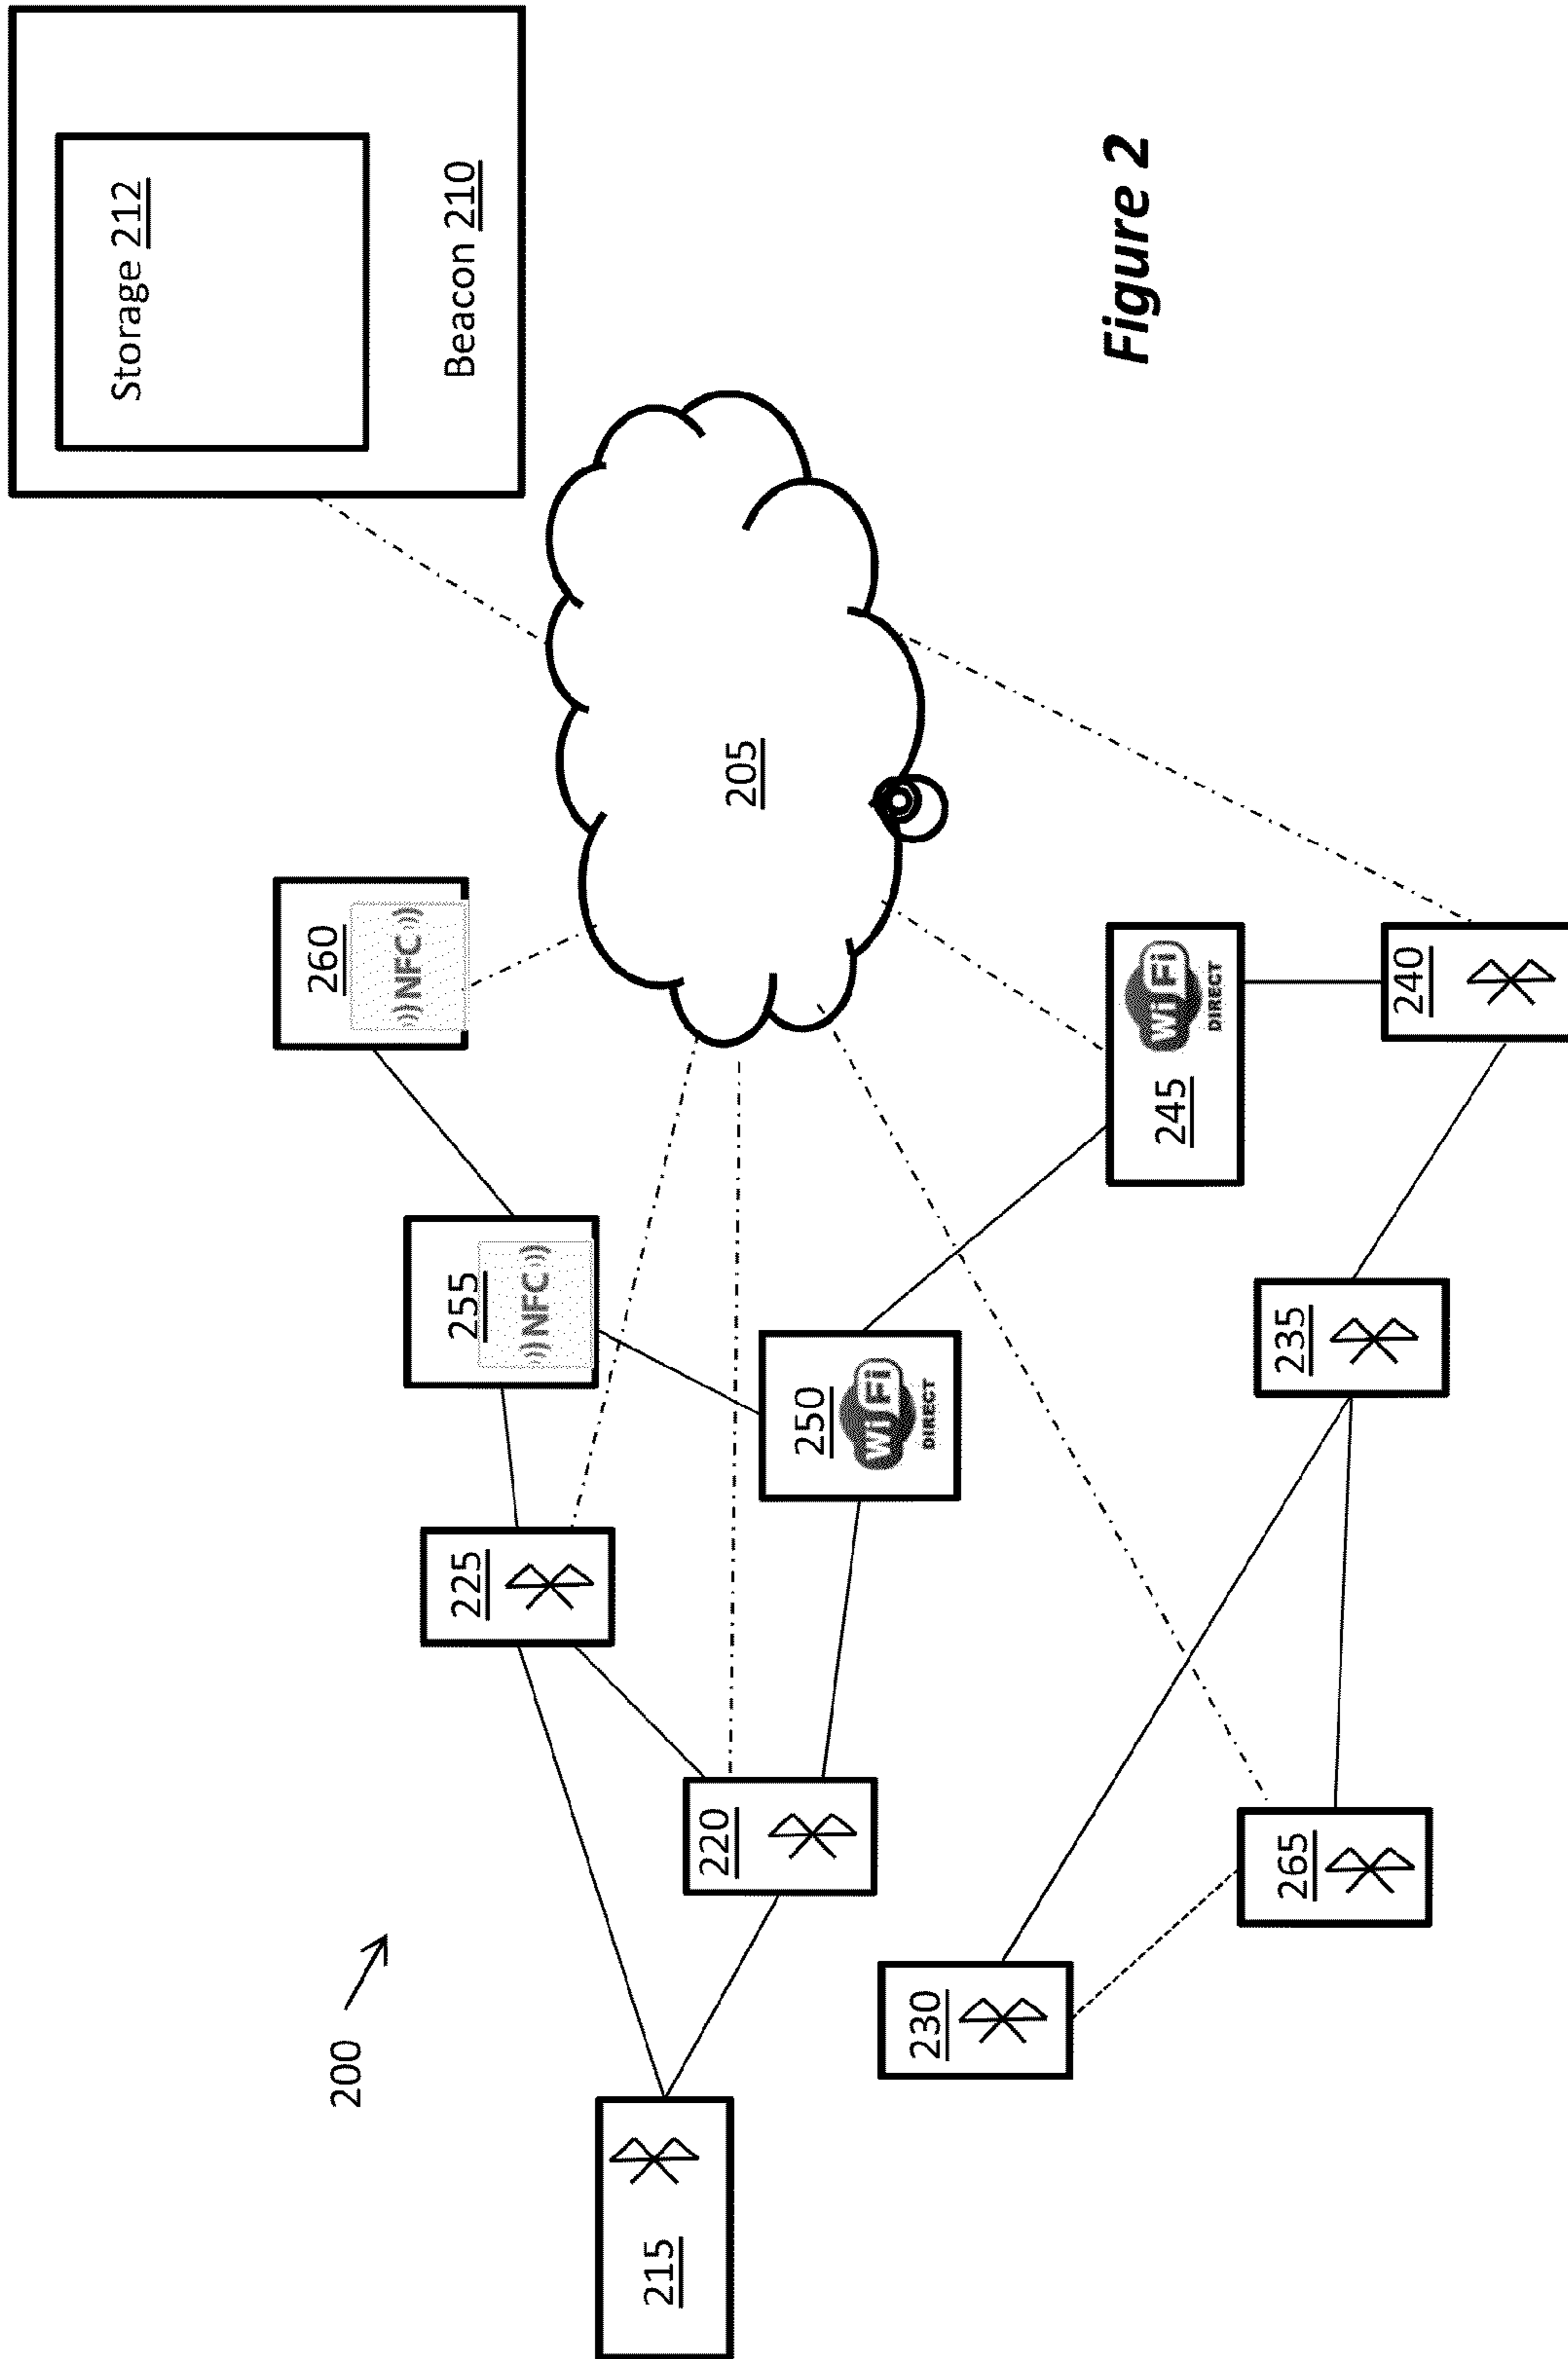 Storage 212
Beacon 210
200
205
260
))NFC))
255
))NFC))
225
215
220
250
Wi Fi
DIRECT
245
Wi Fi
DIRECT
230
265
235
240
Figure 2